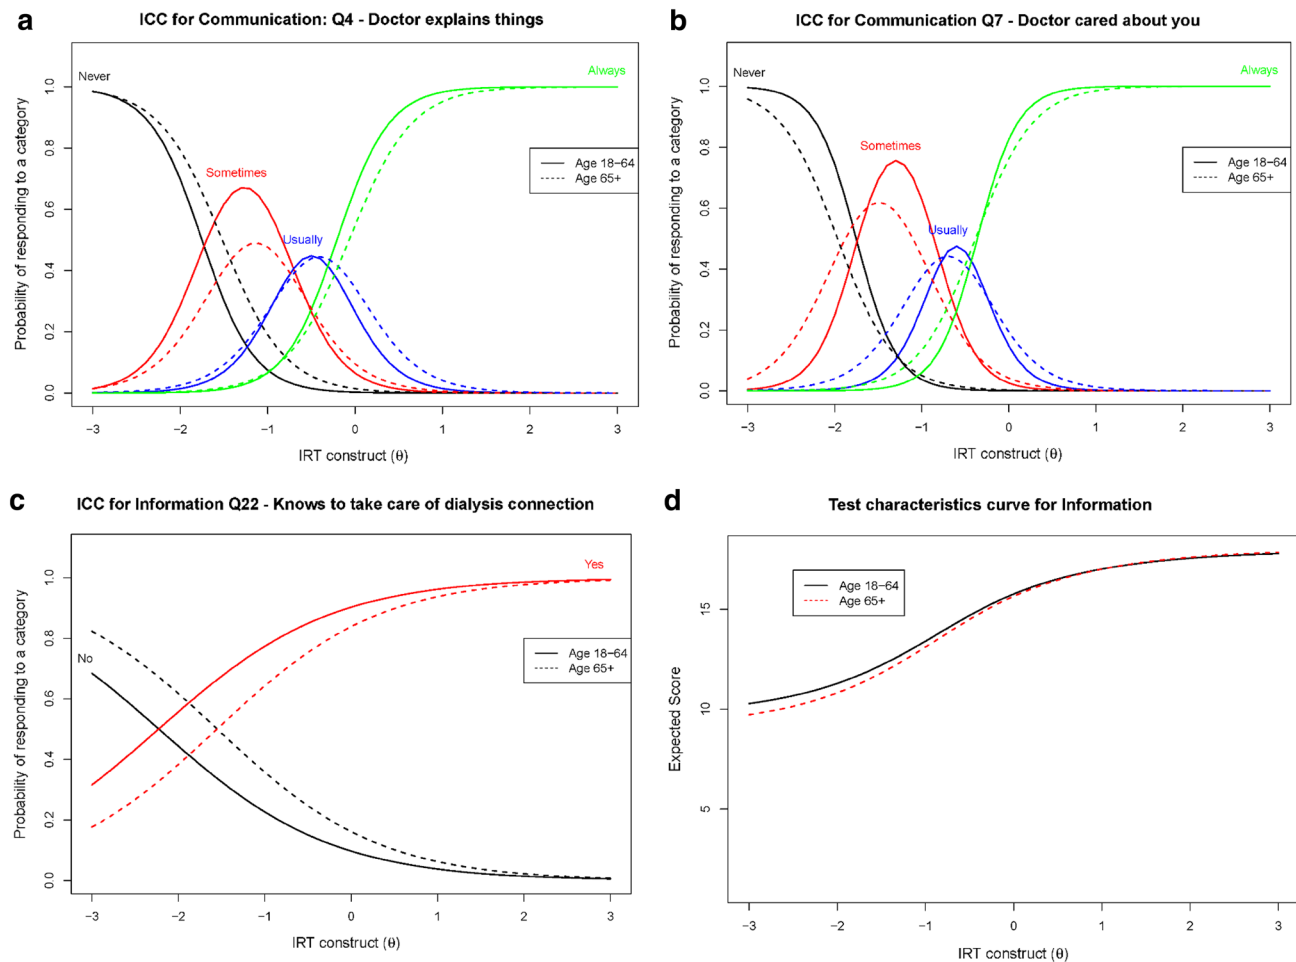 a
ICC for Communication: Q4 - Doctor explains things
Never
Always
Sometimes
Usually
Age 18–64
Age 65+
Probability of responding to a category
0.0
0.2
0.4
0.6
0.8
1.0
−3
−2
−1
0
1
2
3
IRT construct (θ)
b
ICC for Communication Q7 - Doctor cared about you
Never
Always
Sometimes
Usually
Age 18–64
Age 65+
Probability of responding to a category
0.0
0.2
0.4
0.6
0.8
1.0
−3
−2
−1
0
1
2
3
IRT construct (θ)
c
ICC for Information Q22 - Knows to take care of dialysis connection
Yes
No
Age 18–64
Age 65+
Probability of responding to a category
0.0
0.2
0.4
0.6
0.8
1.0
−3
−2
−1
0
1
2
3
IRT construct (θ)
d
Test characteristics curve for Information
Age 18–64
Age 65+
Expected Score
5
10
15
−3
−2
−1
0
1
2
3
IRT construct (θ)